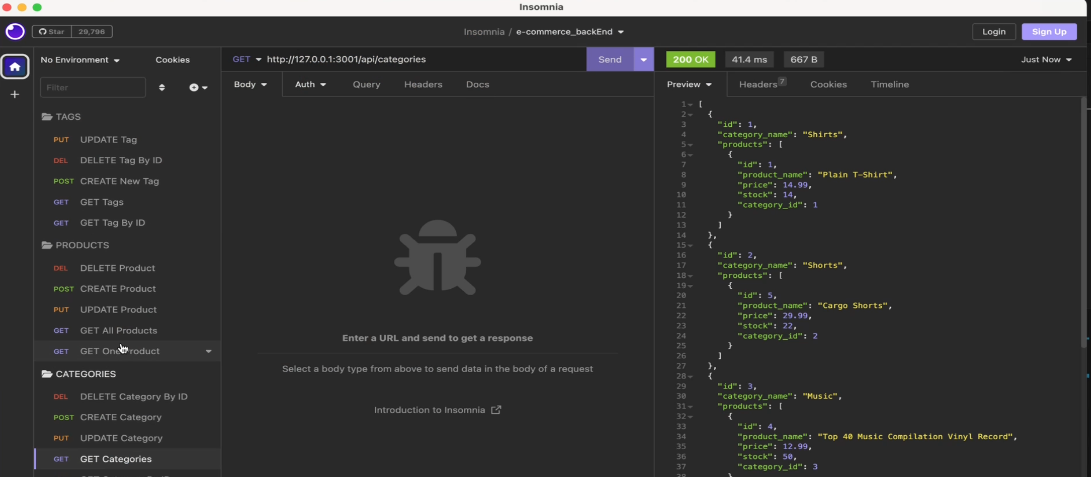 Insomnia
Star 29,796
Insomnia / e-commerce_backEnd
Login
Sign Up
No Environment
Cookies
Filter
TAGS
PUT UPDATE Tag
DEL DELETE Tag By ID
POST CREATE New Tag
GET GET Tags
GET GET Tag By ID
PRODUCTS
DEL DELETE Product
POST CREATE Product
PUT UPDATE Product
GET GET All Products
GET GET One Product
CATEGORIES
DEL DELETE Category By ID
POST CREATE Category
PUT UPDATE Category
GET GET Categories
GET http://127.0.0.1:3001/api/categories
Send
Body Auth Query Headers Docs
Enter a URL and send to get a response
Select a body type from above to send data in the body of a request
Introduction to Insomnia
200 OK 41.4 ms 667 B Just Now
Preview Headers 7 Cookies Timeline
1 [
2 {
3 "id": 1,
4 "category_name": "Shirts",
5 "products": [
6 {
7 "id": 1,
8 "product_name": "Plain T-Shirt",
9 "price": 14.99,
10 "stock": 14,
11 "category_id": 1
12 }
13 ]
14 },
15 {
16 "id": 2,
17 "category_name": "Shorts",
18 "products": [
19 {
20 "id": 5,
21 "product_name": "Cargo Shorts",
22 "price": 29.99,
23 "stock": 22,
24 "category_id": 2
25 }
26 ]
27 },
28 {
29 "id": 3,
30 "category_name": "Music",
31 "products": [
32 {
33 "id": 4,
34 "product_name": "Top 40 Music Compilation Vinyl Record",
35 "price": 12.99,
36 "stock": 50,
37 "category_id": 3